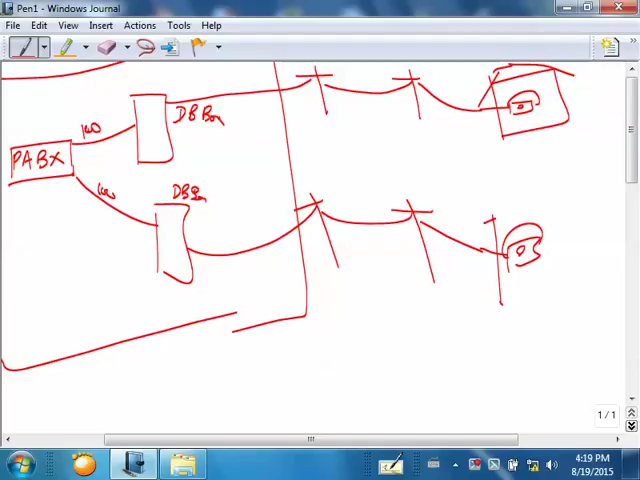 Pen1 - Windows Journal
File Edit View Insert Actions Tools Help
100
DB Box
PABX
100
DB Box
1 / 1
4:19 PM
8/19/2015